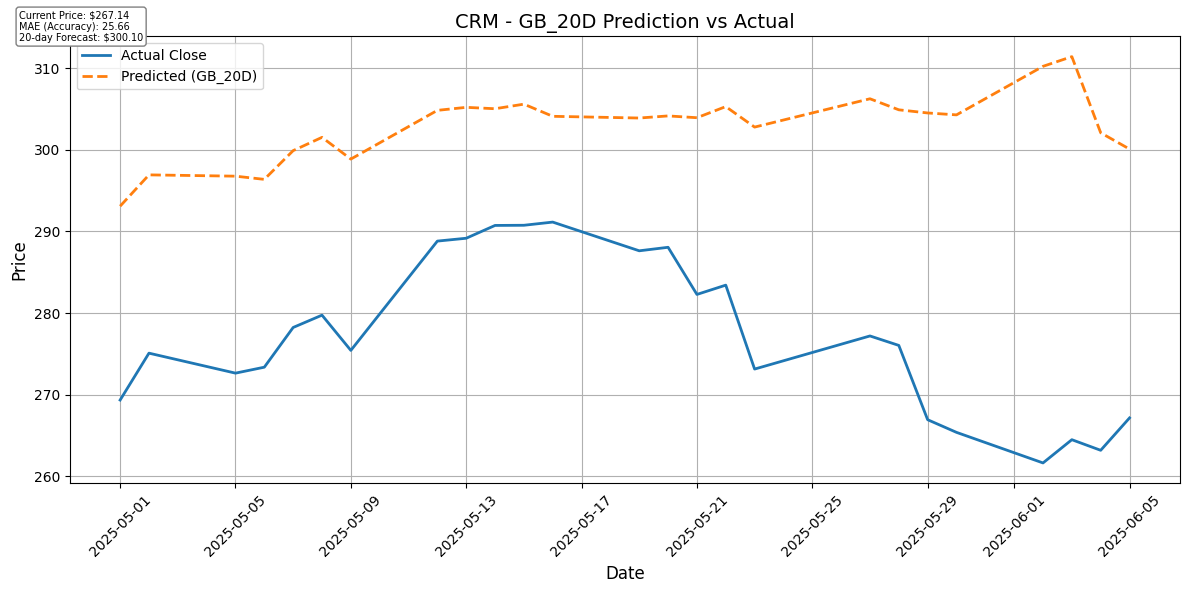 CRM - GB_20D Prediction vs Actual
Current Price: $267.14
MAE (Accuracy): 25.66
20-day Forecast: $300.10
Actual Close
Predicted (GB_20D)
Price
310
300
290
280
270
260
2025-05-01
2025-05-05
2025-05-09
2025-05-13
2025-05-17
2025-05-21
2025-05-25
2025-05-29
2025-06-01
2025-06-05
Date